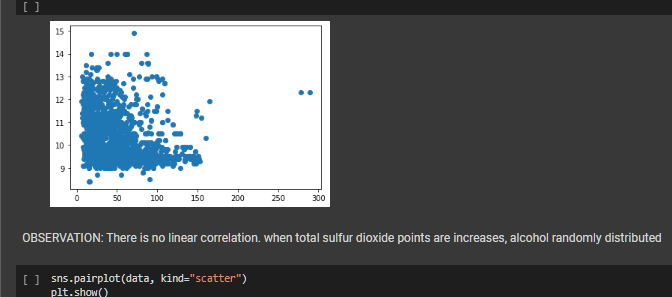 [ ]
15
14
13
12
11
10
9
0 50 100 150 200 250 300
OBSERVATION: There is no linear correlation. when total sulfur dioxide points are increases, alcohol randomly distributed
[ ] sns.pairplot(data, kind="scatter")
plt.show()